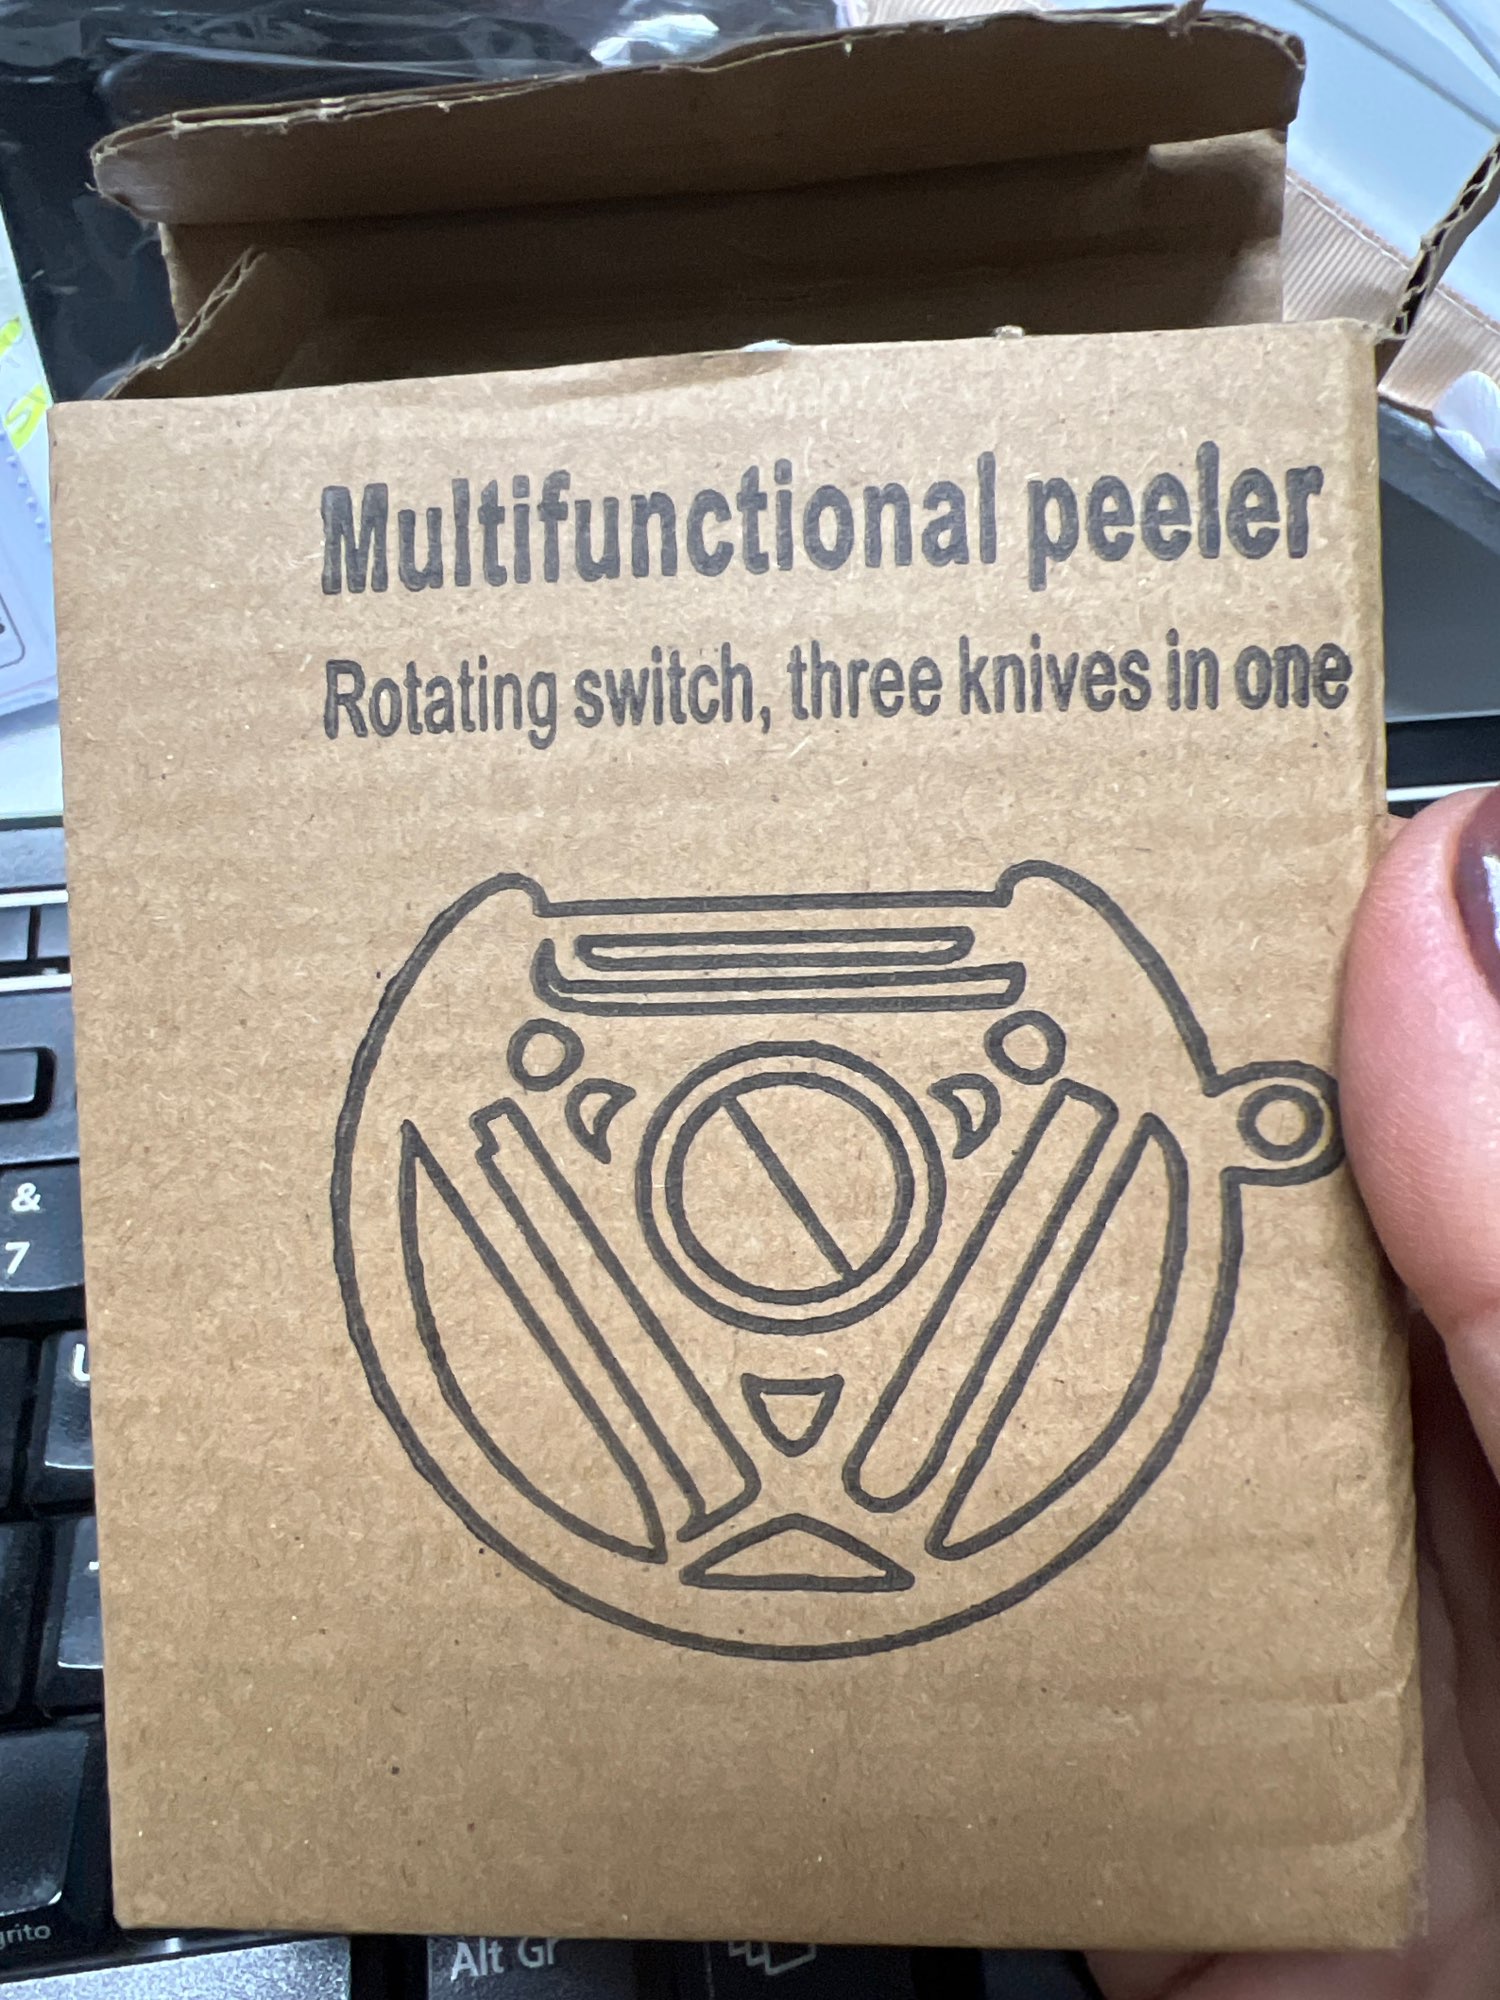 Multifunctional peeler
Rotating switch, three knives in one
&
7
Alt Gr